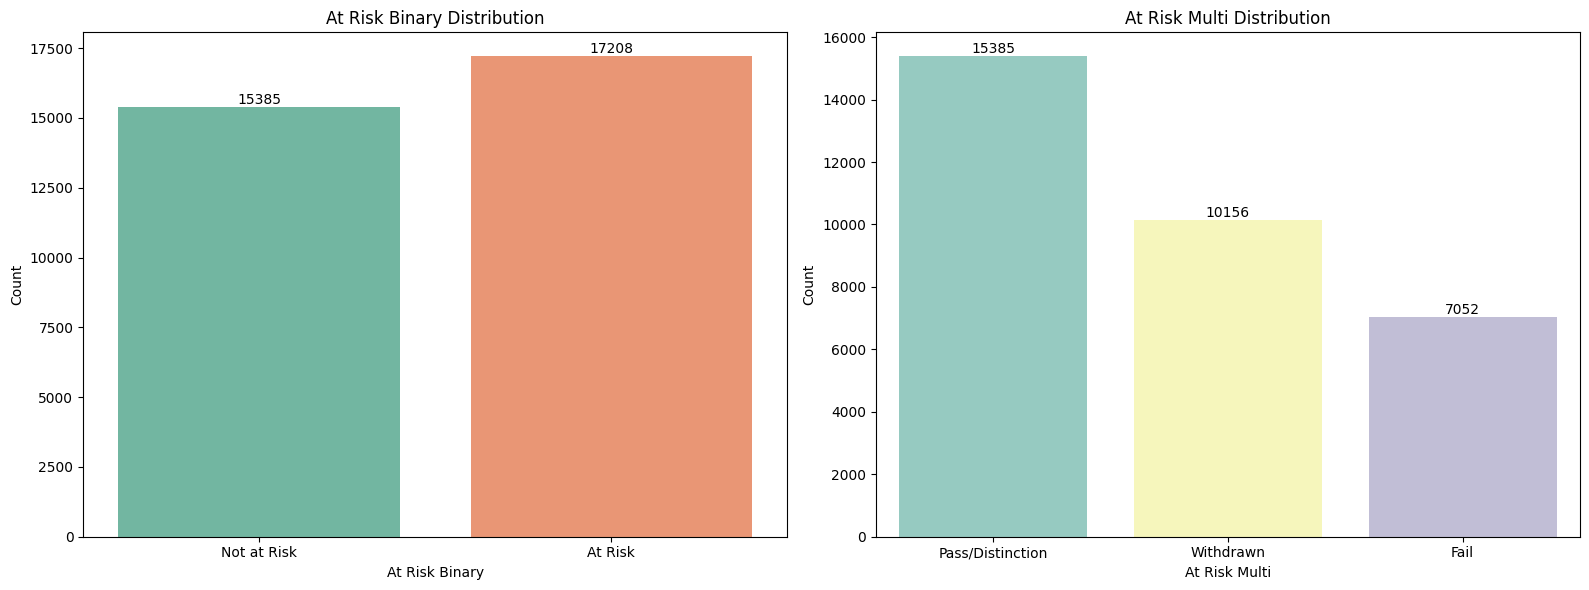 At Risk Binary Distribution
17500
15000
12500
10000
7500
5000
2500
0
Count
15385
17208
Not at Risk
At Risk
At Risk Binary
At Risk Multi Distribution
16000
14000
12000
10000
8000
6000
4000
2000
0
Count
15385
10156
7052
Pass/Distinction
Withdrawn
Fail
At Risk Multi